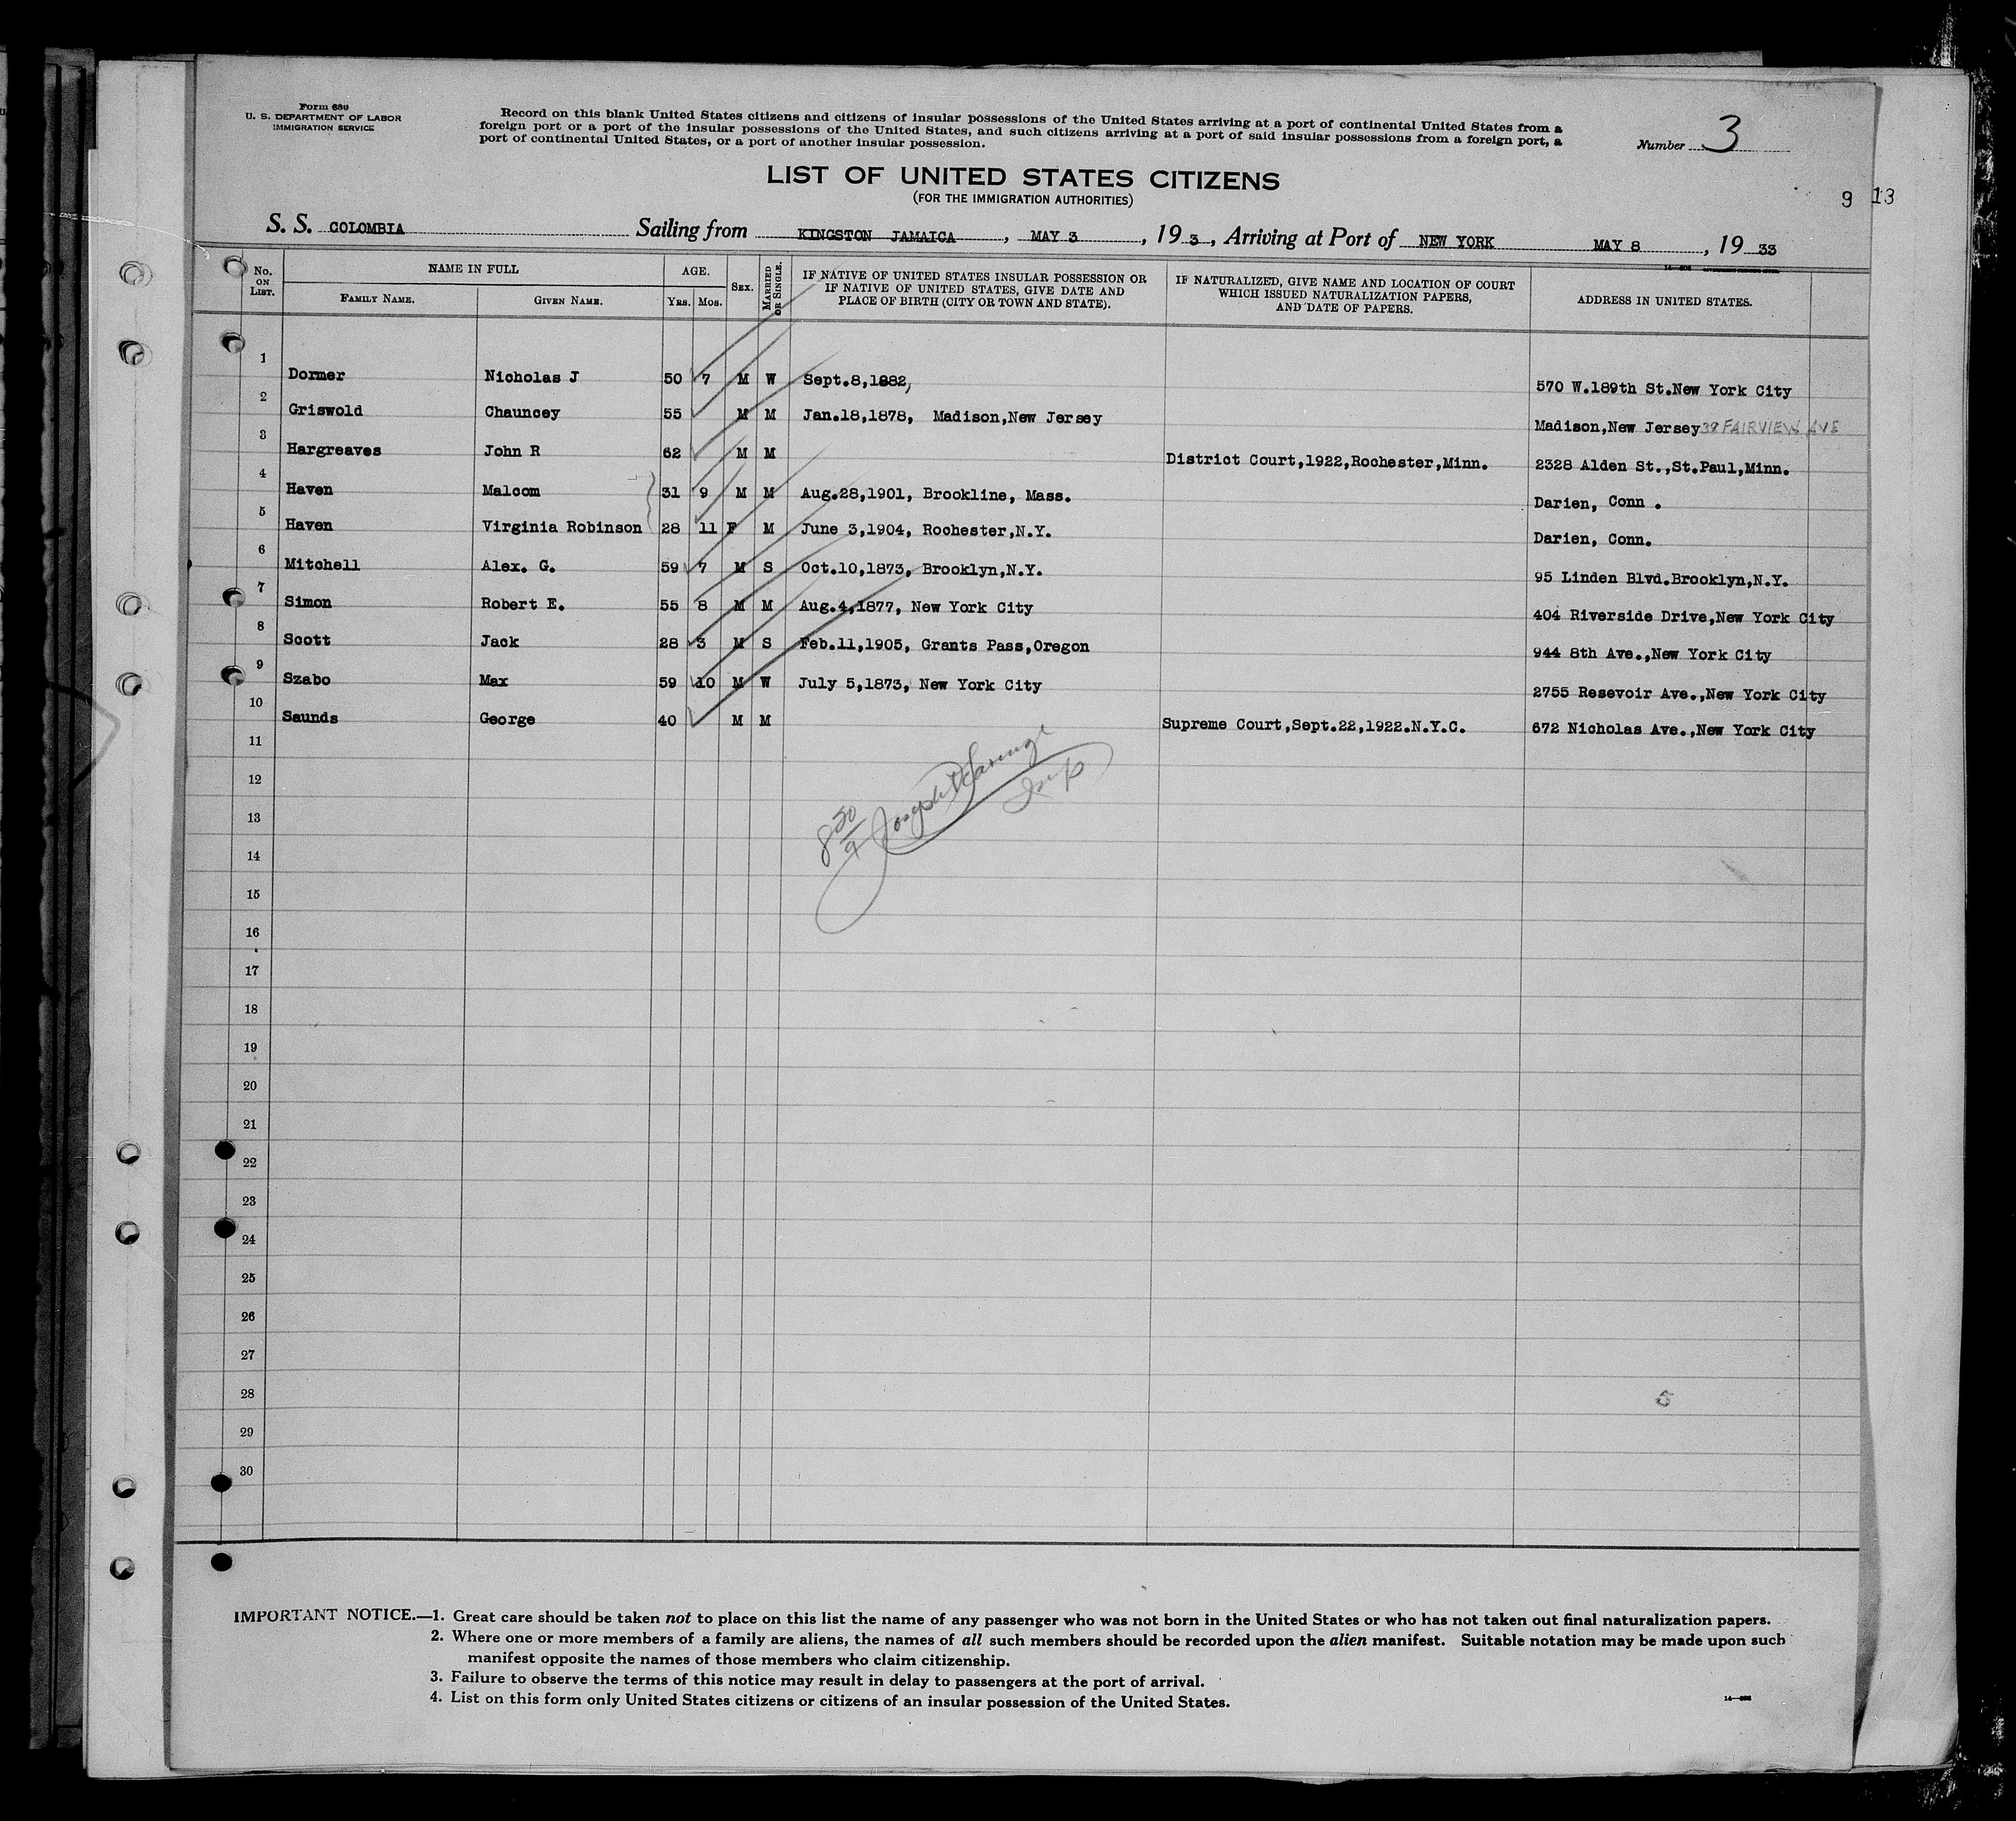 Form 630
U. S. DEPARTMENT OF LABOR
IMMIGRATION SERVICE
Record on this blank United States citizens and citizens of insular possessions of the United States arriving at a port of continental United States from a
foreign port or a port of the insular possessions of the United States, and such citizens arriving at a port of said insular possessions from a foreign port, a
port of continental United States, or a port of another insular possession.
Number 3
LIST OF UNITED STATES CITIZENS
(FOR THE IMMIGRATION AUTHORITIES)
9 13
S. S. COLOMBIA Sailing from KINGSTON JAMAICA , MAY 3 , 19 3 , Arriving at Port of NEW YORK MAY 8 , 19 33
No. ON LIST. NAME IN FULL FAMILY NAME. GIVEN NAME. AGE. YRS. MOS. SEX. MARRIED OR SINGLE. IF NATIVE OF UNITED STATES INSULAR POSSESSION OR IF NATIVE OF UNITED STATES, GIVE DATE AND PLACE OF BIRTH (CITY OR TOWN AND STATE). IF NATURALIZED, GIVE NAME AND LOCATION OF COURT WHICH ISSUED NATURALIZATION PAPERS, AND DATE OF PAPERS. ADDRESS IN UNITED STATES.
1 Dormer Nicholas J 50 7 M W Sept.8,1882, 570 W.189th St.New York City
2 Griswold Chauncey 55 M M Jan.18,1878, Madison,New Jersey Madison,New Jersey 38 FAIRVIEW AVE
3 Hargreaves John R 62 M M District Court,1922,Rochester,Minn. 2328 Alden St.,St.Paul,Minn.
4 Haven Malcom 31 9 M M Aug.28,1901, Brookline, Mass. Darien, Conn .
5 Haven Virginia Robinson 28 11 F M June 3,1904, Rochester,N.Y. Darien, Conn.
6 Mitchell Alex. G. 59 7 M S Oct.10,1873, Brooklyn,N.Y. 95 Linden Blvd.Brooklyn,N.Y.
7 Simon Robert E. 55 8 M M Aug.4,1877, New York City 404 Riverside Drive,New York City
8 Scott Jack 28 3 M S Feb.11,1905, Grants Pass,Oregon 944 8th Ave.,New York City
9 Szabo Max 59 10 M W July 5,1873, New York City 2755 Resevoir Ave.,New York City
10 Saunds George 40 M M Supreme Court,Sept.22,1922.N.Y.C. 672 Nicholas Ave.,New York City
11
12
Joseph
Insp
13
14
15
16
17
18
19
20
21
22
23
24
25
26
27
28
29
30
IMPORTANT NOTICE.—1. Great care should be taken not to place on this list the name of any passenger who was not born in the United States or who has not taken out final naturalization papers.
2. Where one or more members of a family are aliens, the names of all such members should be recorded upon the alien manifest. Suitable notation may be made upon such
manifest opposite the names of those members who claim citizenship.
3. Failure to observe the terms of this notice may result in delay to passengers at the port of arrival.
4. List on this form only United States citizens or citizens of an insular possession of the United States.